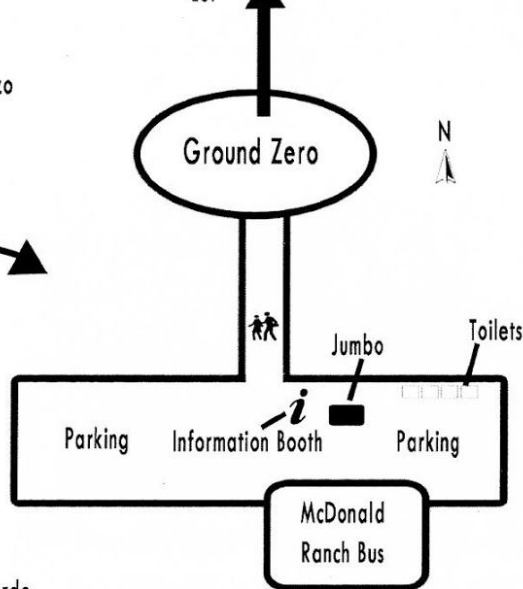 Ground Zero
N
Jumbo
Toilets
Parking
i
Information Booth
Parking
McDonald
Ranch Bus